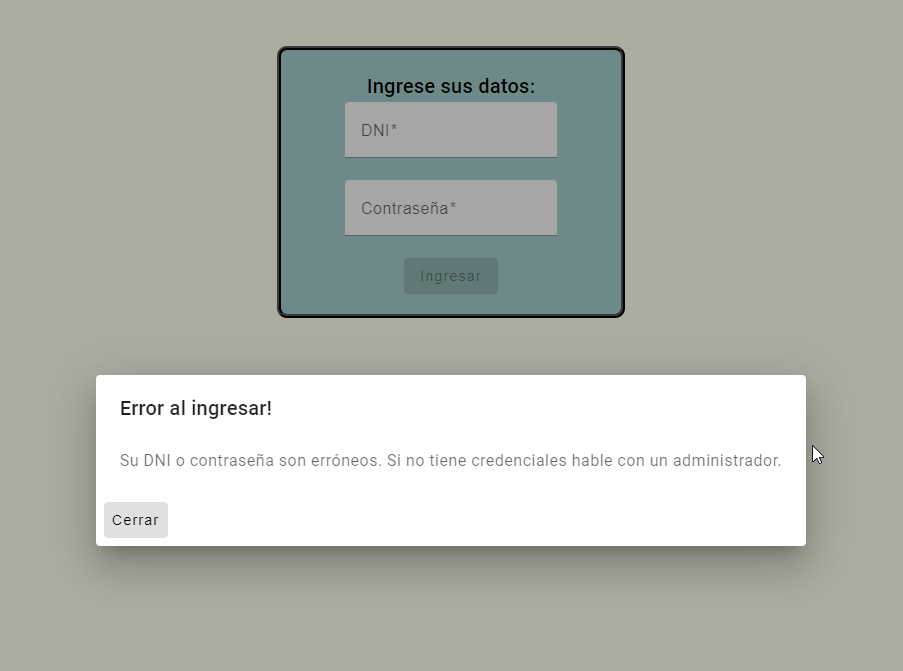 Ingrese sus datos:
DNI*
Contraseña*
Ingresar
Error al ingresar!
Su DNI o contraseña son erróneos. Si no tiene credenciales hable con un administrador.
Cerrar